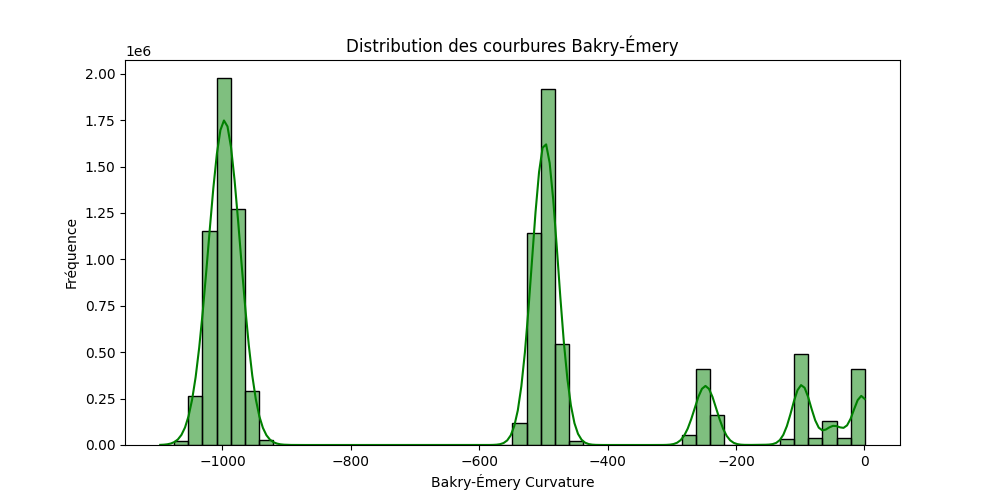 Distribution des courbures Bakry-Émery
1e6
2.00
1.75
1.50
1.25
1.00
0.75
0.50
0.25
0.00
Fréquence
−1000 −800 −600 −400 −200 0
Bakry-Émery Curvature